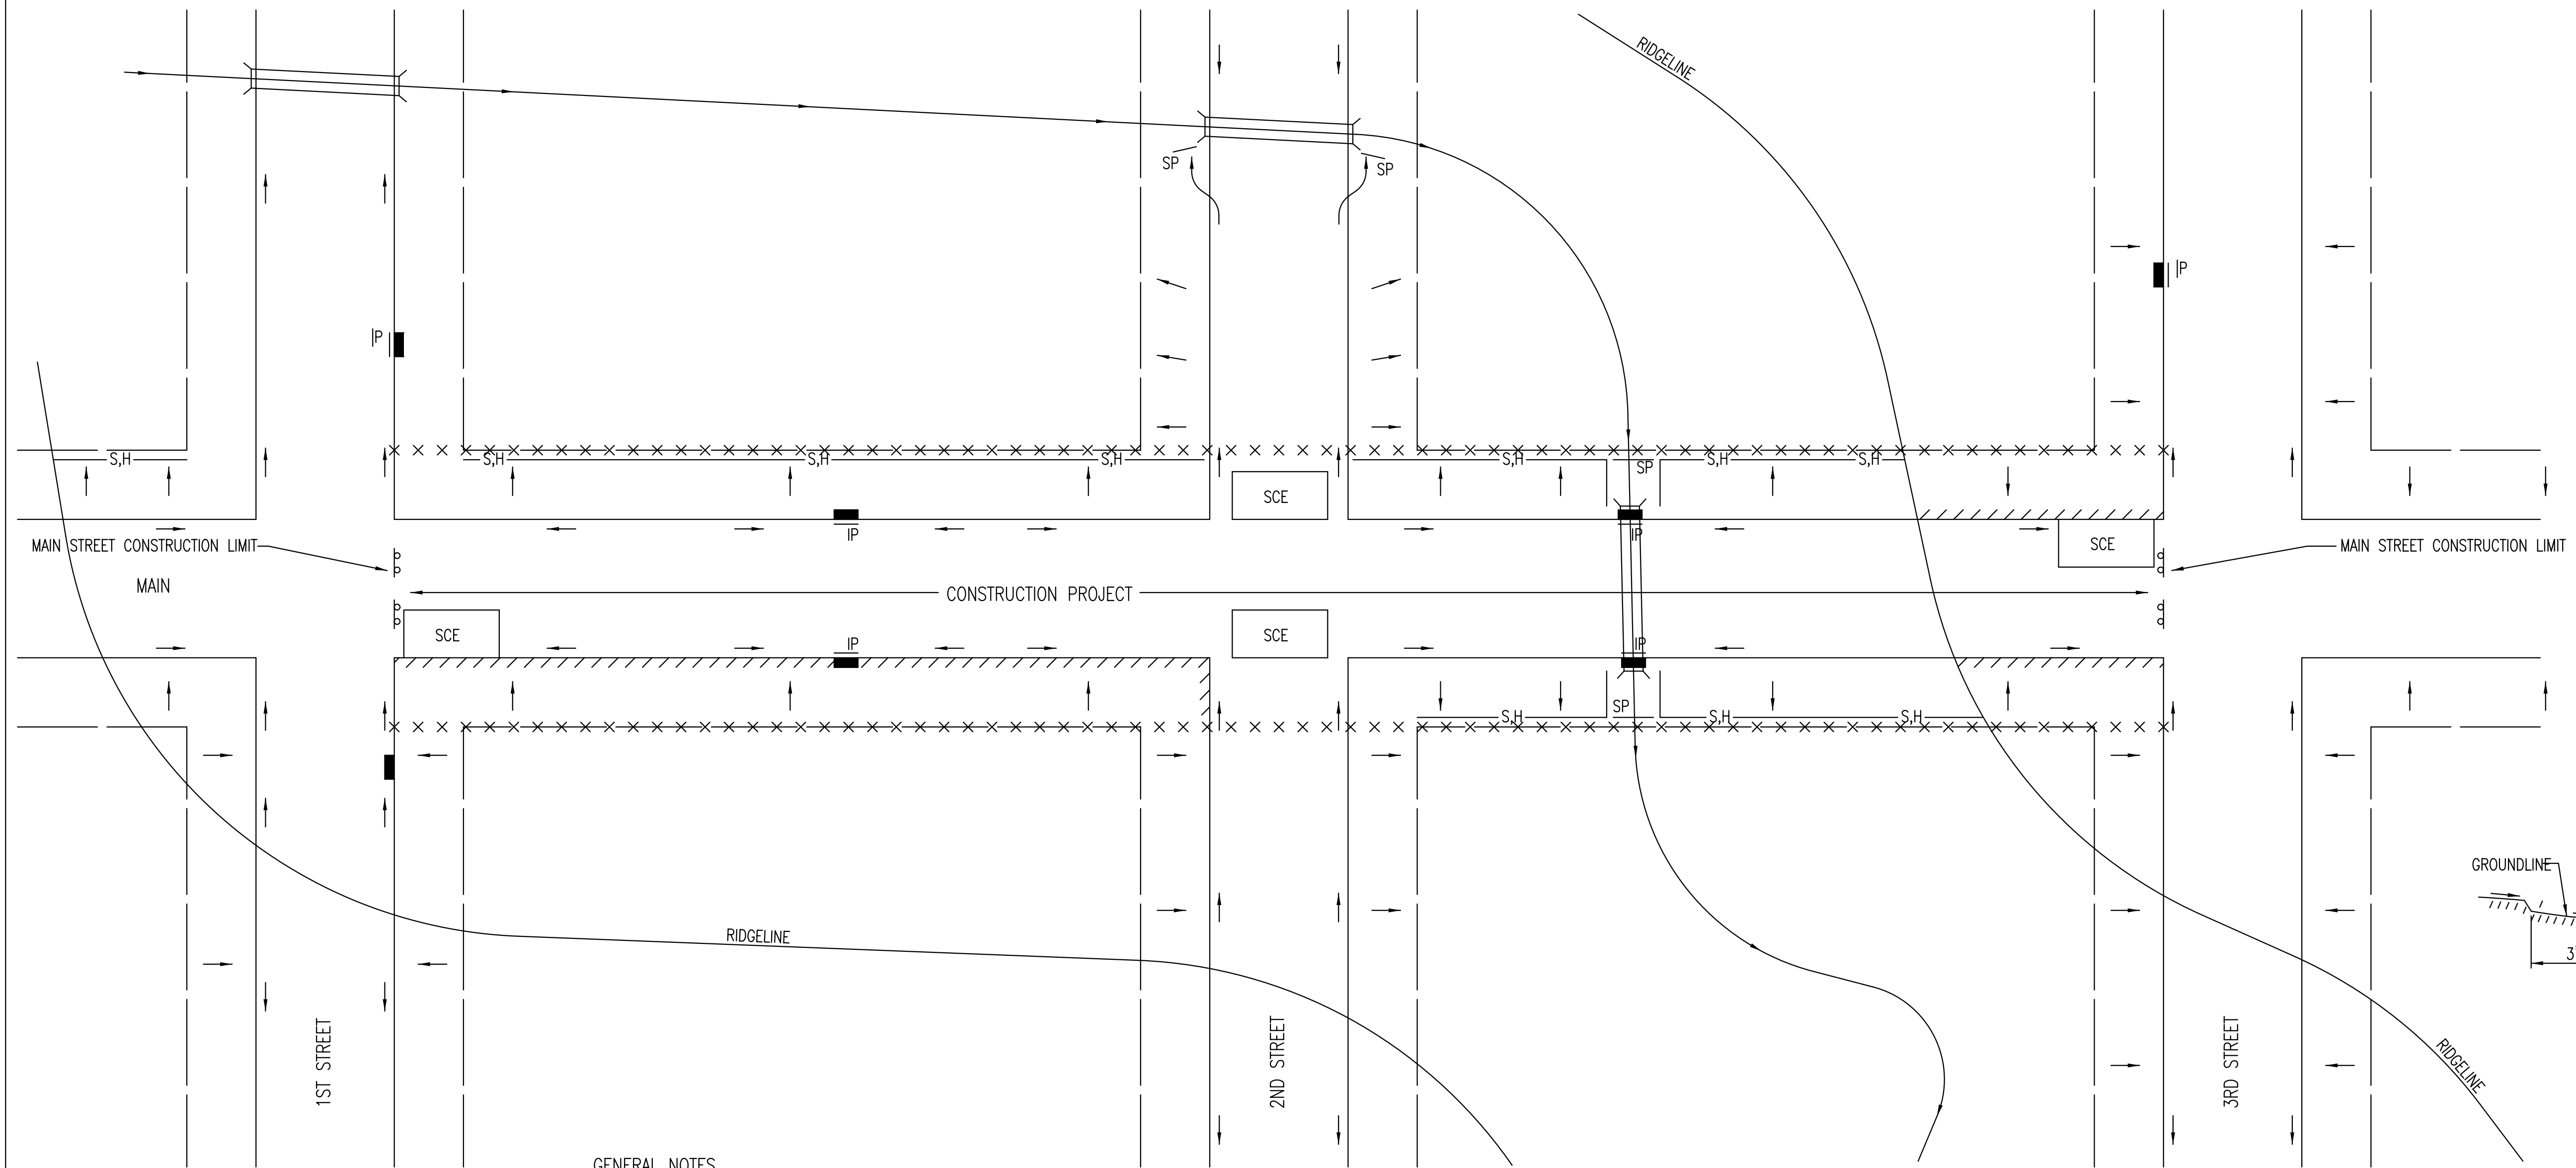 RIDGELINE
SP
SP
IP
IP
S,H
S,H
S,H
S,H
S,H
SP
S,H
S,H
SCE
IP
IP
MAIN STREET CONSTRUCTION LIMIT
SCE
MAIN STREET CONSTRUCTION LIMIT
MAIN
CONSTRUCTION PROJECT
SCE
SCE
IP
IP
S,H
SP
S,H
S,H
GROUNDLINE
RIDGELINE
3'
1ST STREET
2ND STREET
3RD STREET
RIDGELINE
GENERAL NOTES